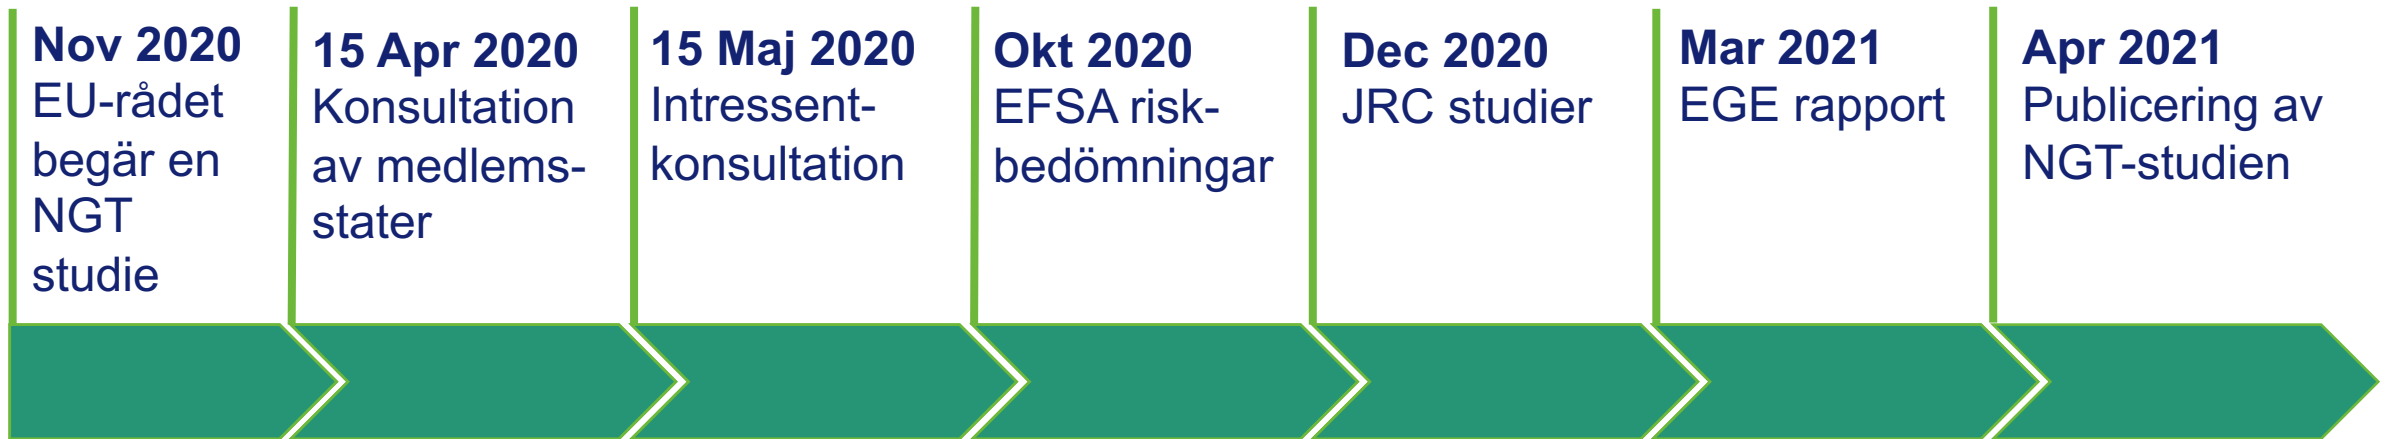 Nov 2020
EU-rådet
begär en
NGT
studie
15 Apr 2020
Konsultation
av medlems-
stater
15 Maj 2020
Intressent-
konsultation
Okt 2020
EFSA risk-
bedömningar
Dec 2020
JRC studier
Mar 2021
EGE rapport
Apr 2021
Publicering av
NGT-studien